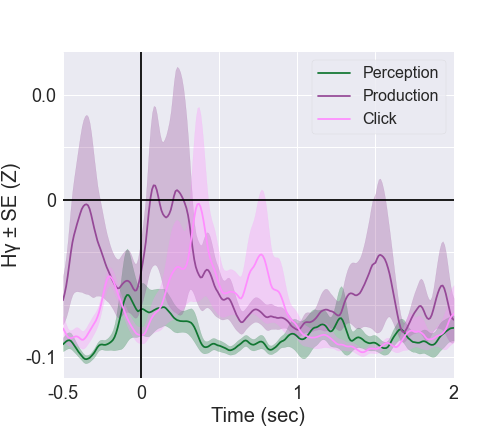 Perception
Production
Click
0.0
0
-0.1
Hγ ± SE (Z)
-0.5
0
1
2
Time (sec)